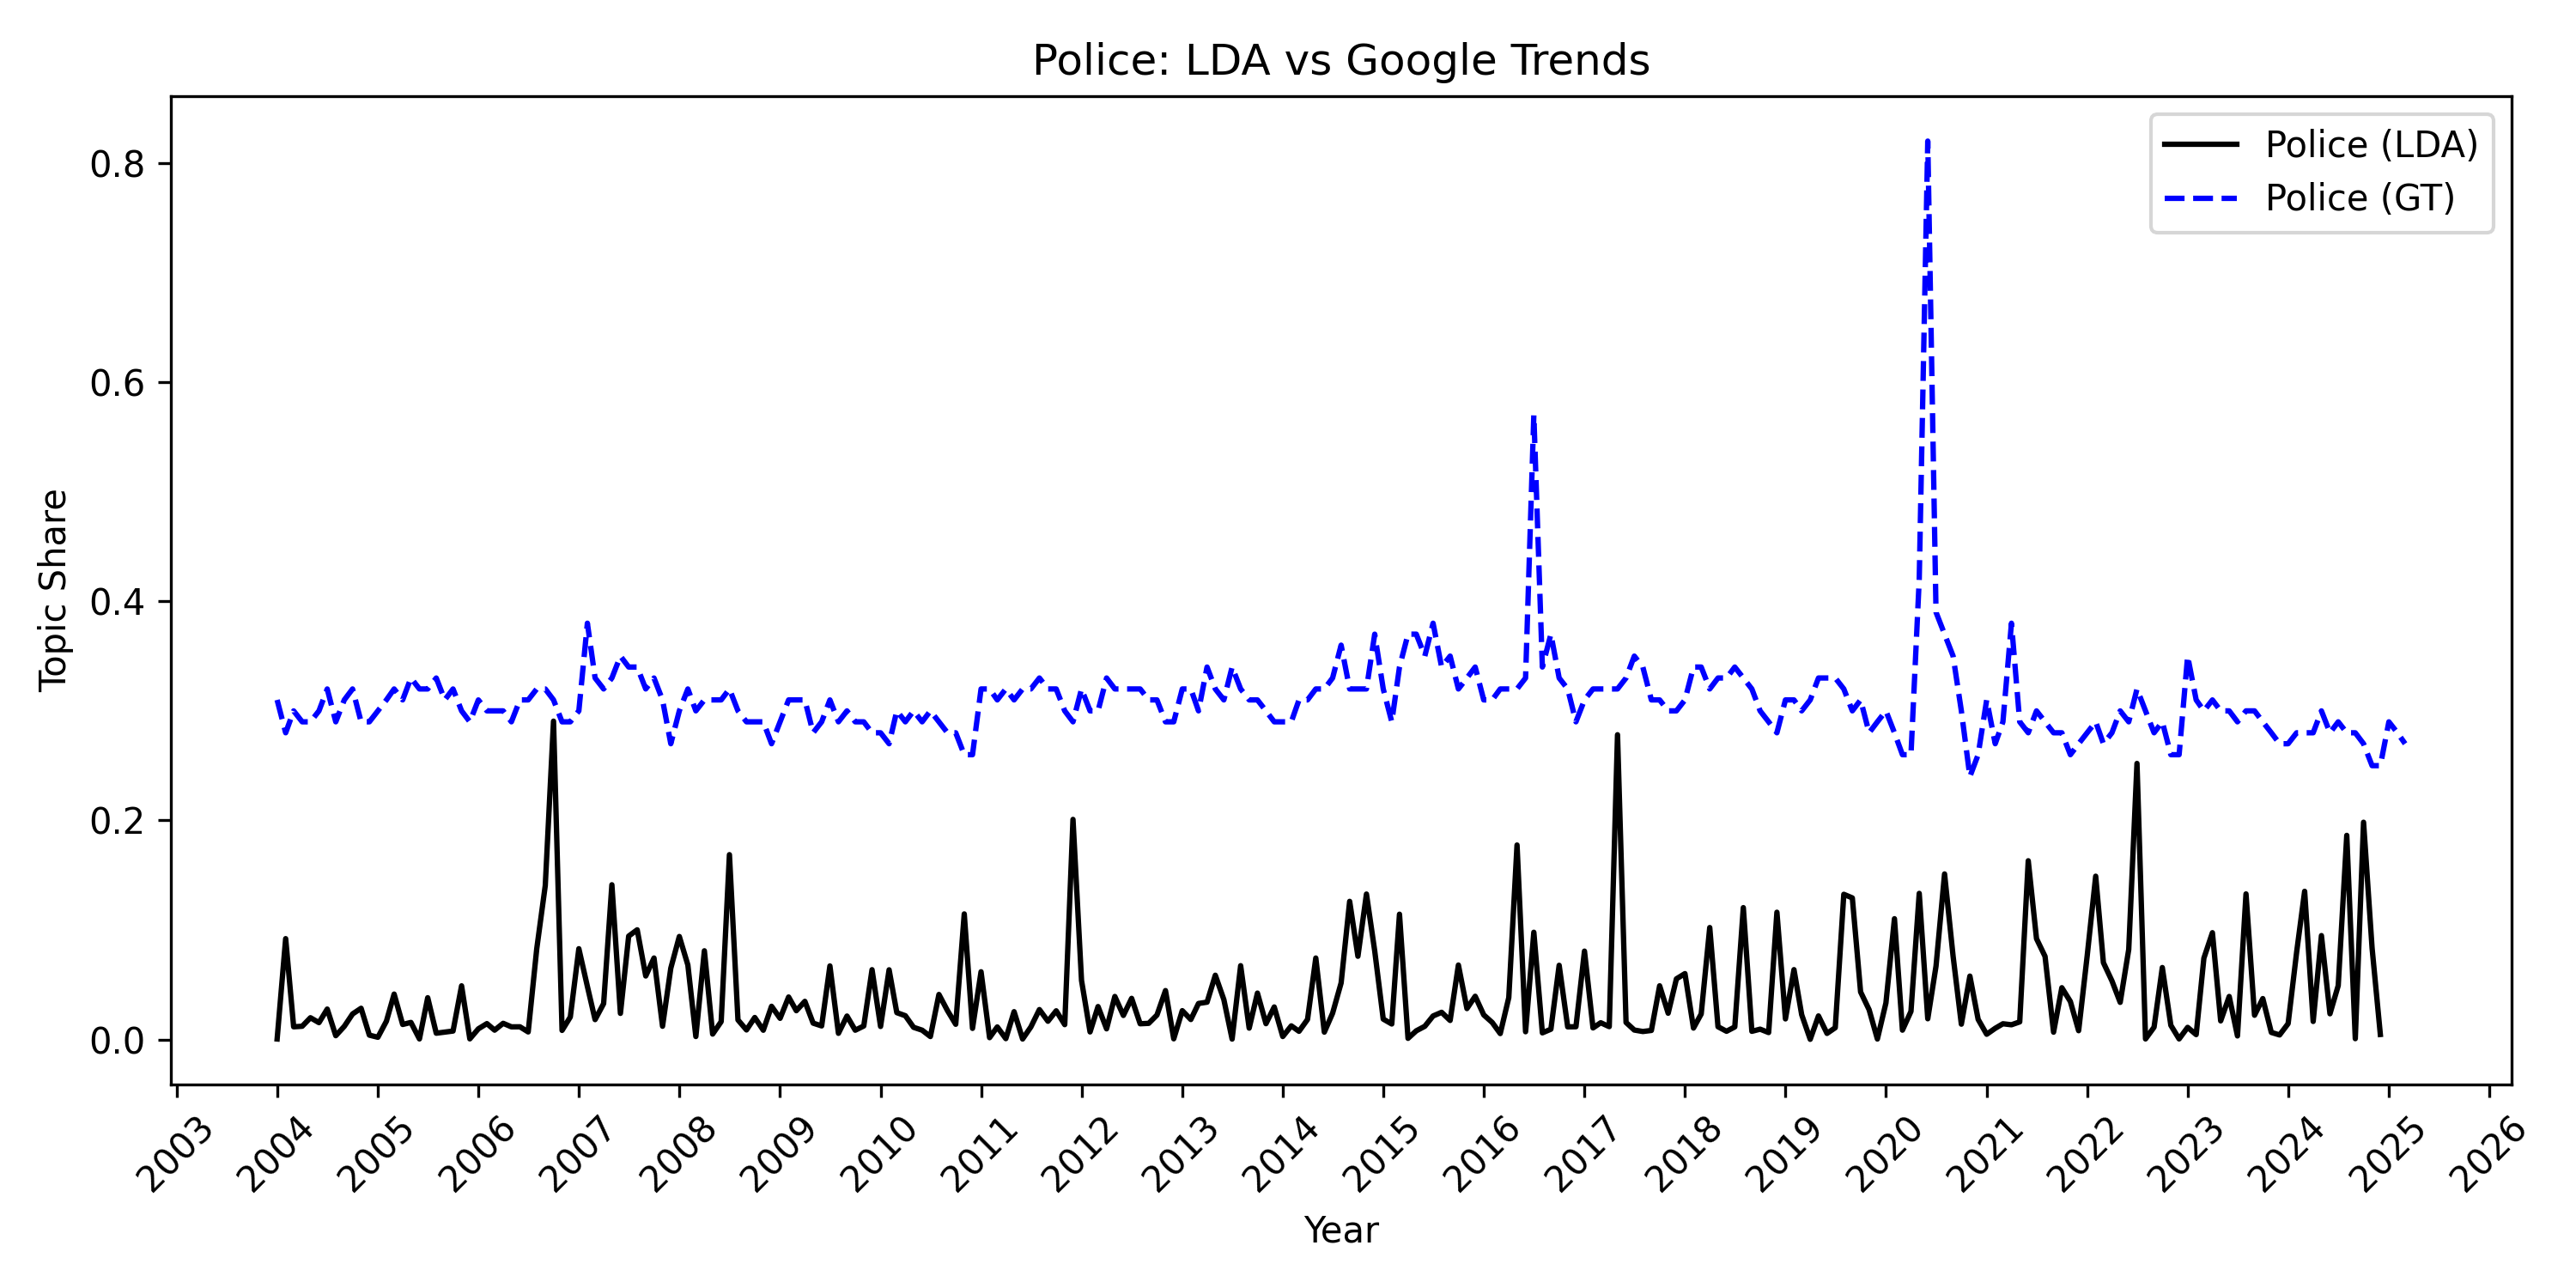 Police: LDA vs Google Trends
Police (LDA)
Police (GT)
Topic Share
0.8
0.6
0.4
0.2
0.0
2003 2004 2005 2006 2007 2008 2009 2010 2011 2012 2013 2014 2015 2016 2017 2018 2019 2020 2021 2022 2023 2024 2025 2026
Year